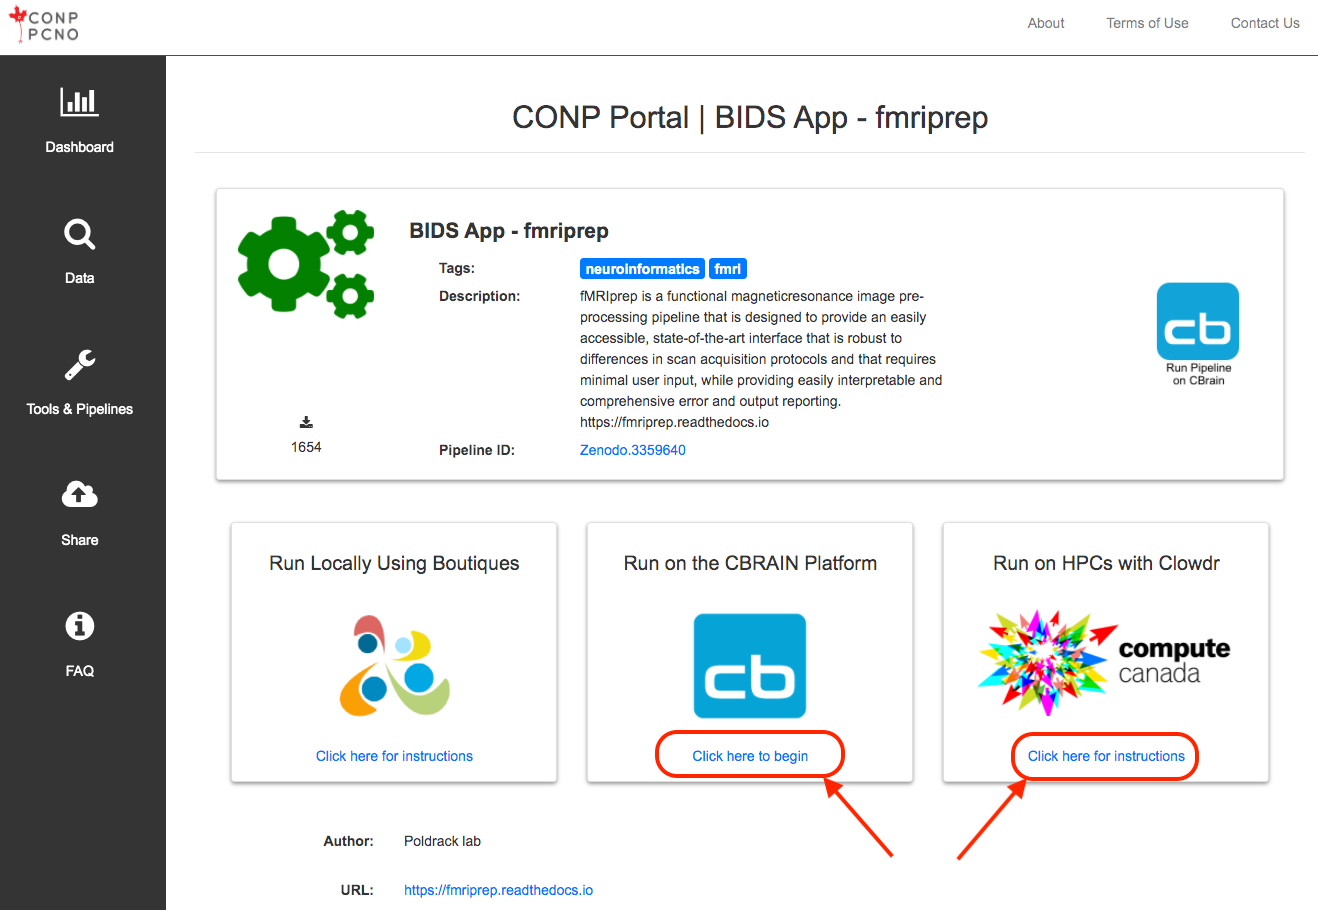 CONP
PCNO
About
Terms of Use
Contact Us
Dashboard
Data
Tools & Pipelines
Share
FAQ
CONP Portal | BIDS App - fmriprep
BIDS App - fmriprep
Tags:
neuroinformatics
fmri
Description:
fMRIprep is a functional magneticresonance image pre-
processing pipeline that is designed to provide an easily
accessible, state-of-the-art interface that is robust to
differences in scan acquisition protocols and that requires
minimal user input, while providing easily interpretable and
comprehensive error and output reporting.
https://fmriprep.readthedocs.io
1654
Pipeline ID:
Zenodo.3359640
cb
Run Pipeline
on CBrain
Run Locally Using Boutiques
Click here for instructions
Run on the CBRAIN Platform
cb
Click here to begin
Run on HPCs with Clowdr
compute
canada
Click here for instructions
Author:
Poldrack lab
URL:
https://fmriprep.readthedocs.io